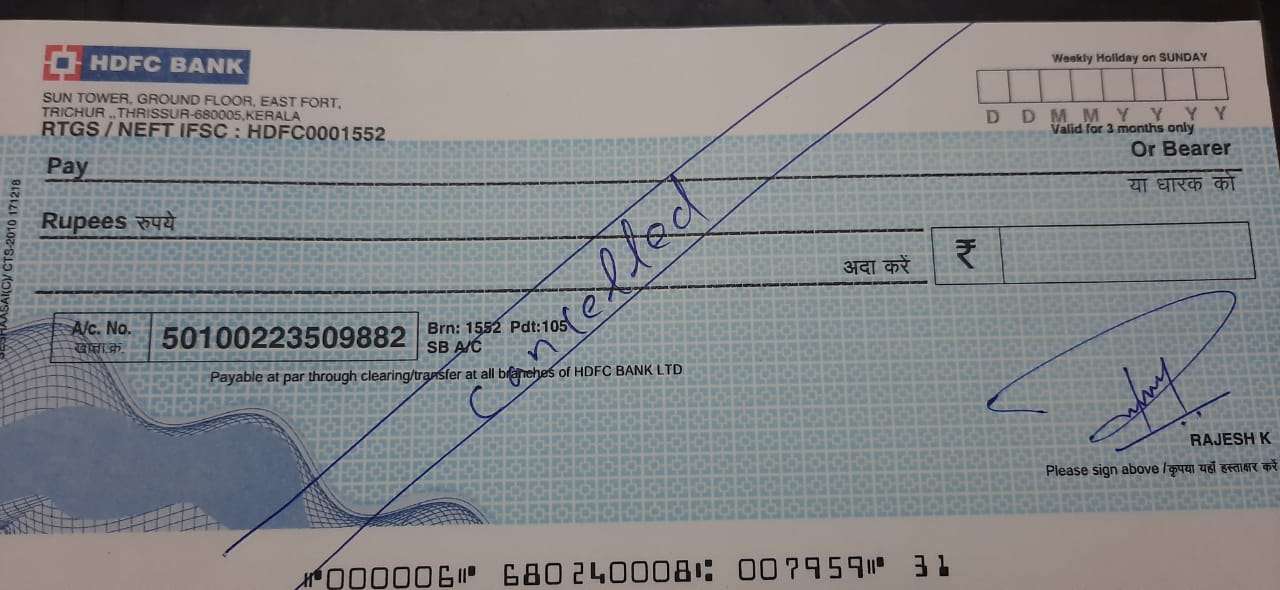 HDFC BANK
Weekly Holiday on SUNDAY
SUN TOWER, GROUND FLOOR, EAST FORT,
TRICHUR ,,THRISSUR-680005,KERALA
RTGS / NEFT IFSC : HDFC0001552
D D M M Y Y Y Y
Valid for 3 months only
Pay
Or Bearer
या धारक को
Rupees रुपये
अदा करें
₹
cancelled
A/c. No.
खाता क्र.
50100223509882
Brn: 1552 Pdt:105
SB A/C
Payable at par through clearing/transfer at all branches of HDFC BANK LTD
RAJESH K
Please sign above / कृपया यहाँ हस्ताक्षर करें
⑈000006⑈ 680240008⑆ 007959⑈ 31
CTS-2010 171218